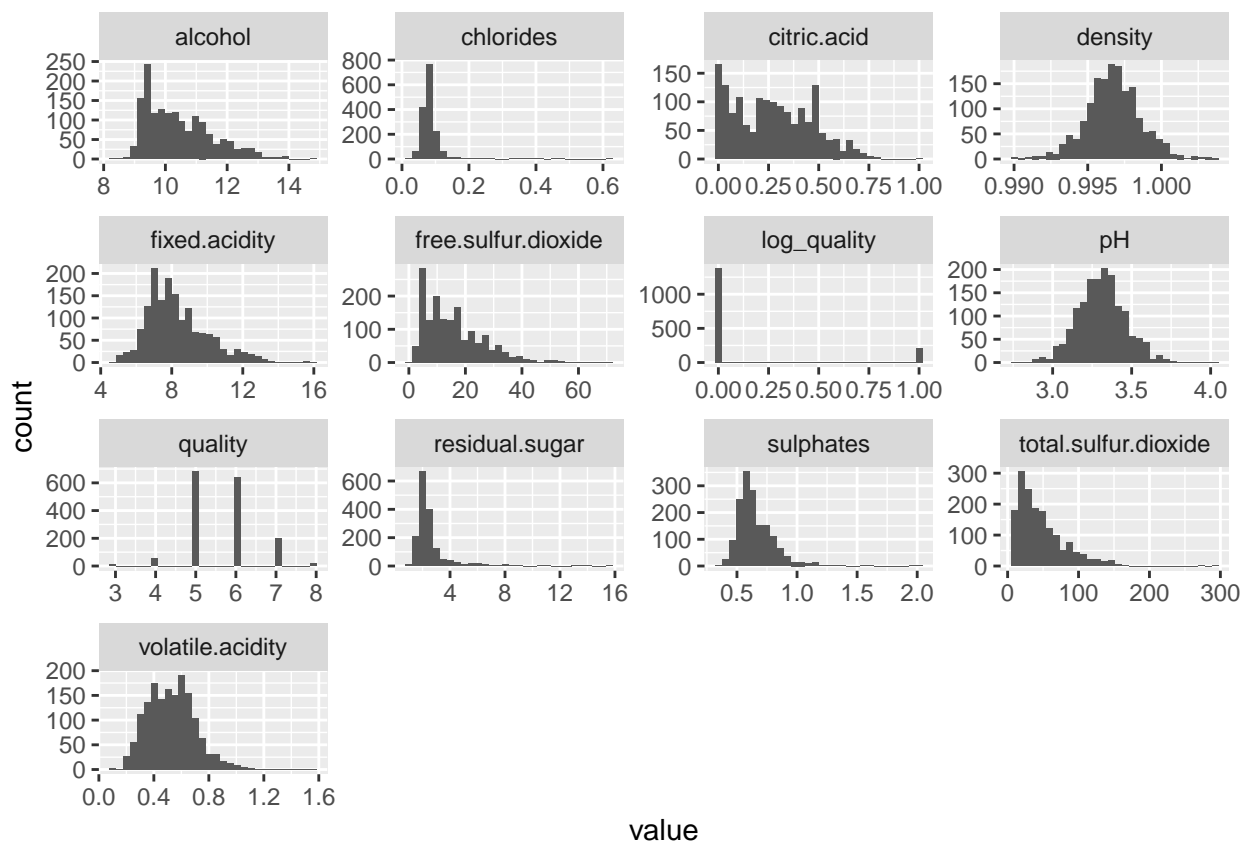 alcohol
chlorides
citric.acid
density
250
200
150
100
50
0
8 10 12 14
800
600
400
200
0
0.0 0.2 0.4 0.6
150
100
50
0
0.00 0.25 0.50 0.75 1.00
150
100
50
0
0.990 0.995 1.000
fixed.acidity
free.sulfur.dioxide
log_quality
pH
200
150
100
50
0
4 8 12 16
200
100
0
0 20 40 60
1000
500
0
0.00 0.25 0.50 0.75 1.00
200
150
100
50
0
3.0 3.5 4.0
count
quality
residual.sugar
sulphates
total.sulfur.dioxide
600
400
200
0
3 4 5 6 7 8
600
400
200
0
4 8 12 16
300
200
100
0
0.5 1.0 1.5 2.0
300
200
100
0
0 100 200 300
volatile.acidity
200
150
100
50
0
0.0 0.4 0.8 1.2 1.6
value